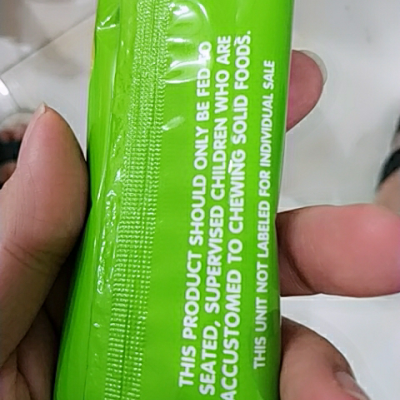 THIS PRODUCT SHOULD ONLY BE FED TO
SEATED, SUPERVISED CHILDREN WHO ARE
ACCUSTOMED TO CHEWING SOLID FOODS.
THIS UNIT NOT LABELED FOR INDIVIDUAL SALE